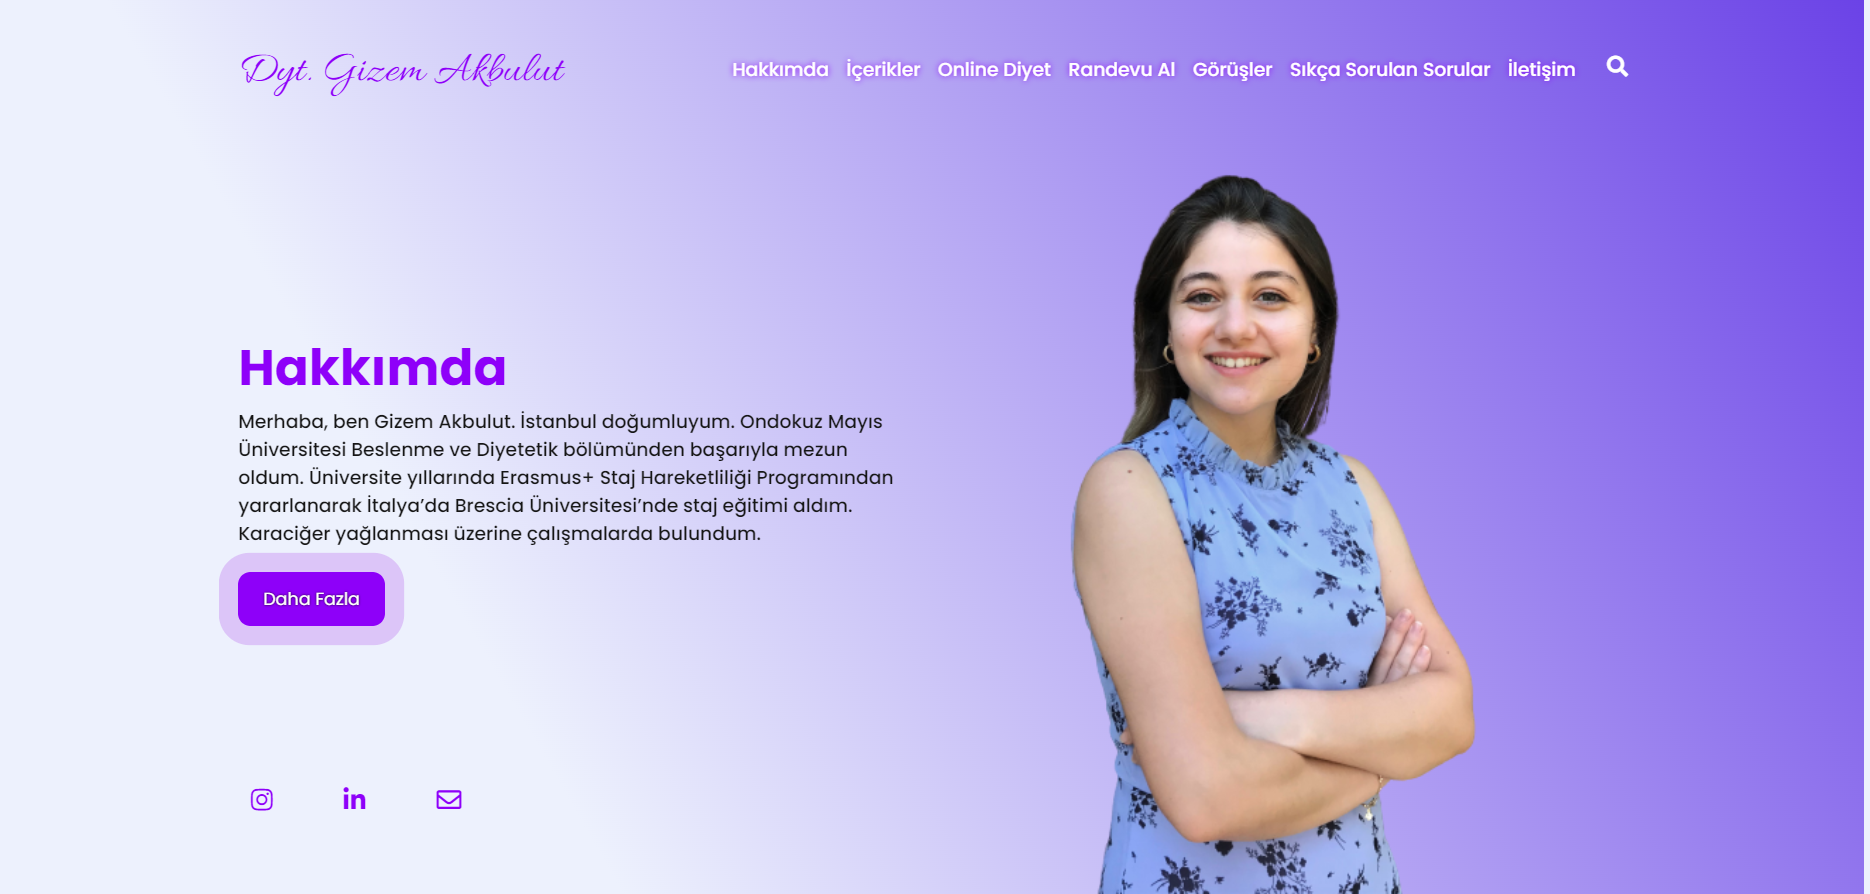 Dyt. Gizem Akbulut
Hakkımda İçerikler Online Diyet Randevu Al Görüşler Sıkça Sorulan Sorular İletişim
Hakkımda
Merhaba, ben Gizem Akbulut. İstanbul doğumluyum. Ondokuz Mayıs
Üniversitesi Beslenme ve Diyetetik bölümünden başarıyla mezun
oldum. Üniversite yıllarında Erasmus+ Staj Hareketliliği Programından
yararlanarak İtalya’da Brescia Üniversitesi’nde staj eğitimi aldım.
Karaciğer yağlanması üzerine çalışmalarda bulundum.
Daha Fazla